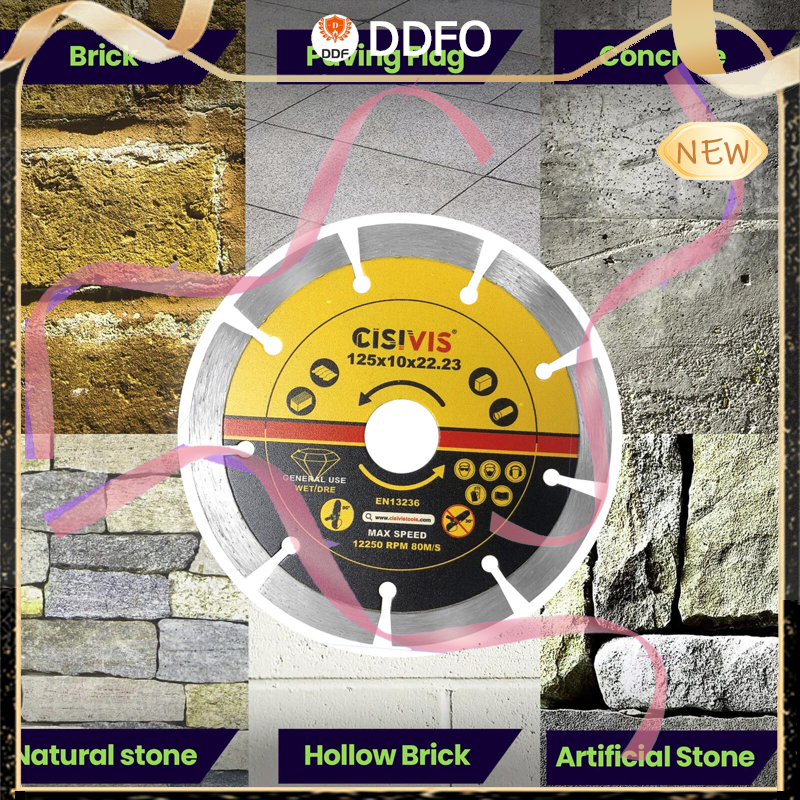 DDFO
D
DDF
Brick
Paving Flag
Concrete
NEW
CISIVIS®
125x10x22.23
GENERAL USE
WET/DRE
EN13236
www.cisivistools.com
MAX SPEED
12250 RPM 80M/S
Natural stone
Hollow Brick
Artificial Stone